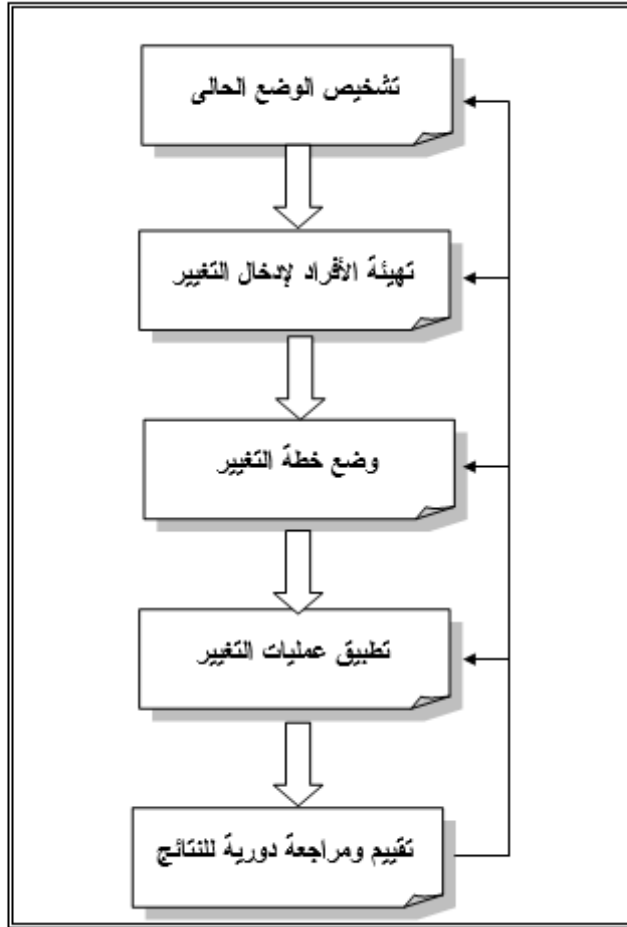 تشخيص الوضع الحالى
تهيئة الأفراد لإدخال التغيير
وضع خطة التغيير
تطبيق عمليات التغيير
تقييم ومراجعة دورية للنتائج